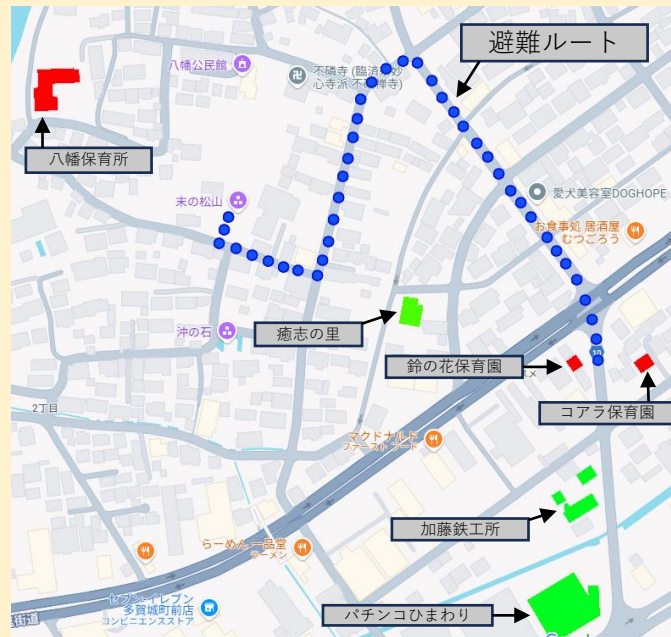 避難ルート
八幡公民館
不磷寺 (臨済宗妙
心寺派 不磷禅寺)
八幡保育所
末の松山
愛犬美容室DOGHOPE
お食事処 居酒屋
むつごろう
沖の石
癒志の里
10
鈴の花保育園
スメ
コアラ保育園
2丁目
マクドナルド
ファースト フード
加藤鉄工所
らーめん 一品堂
ラーメン
セブン-イレブン
多賀城町前店
コンビニエンスストア
パチンコひまわり
街道